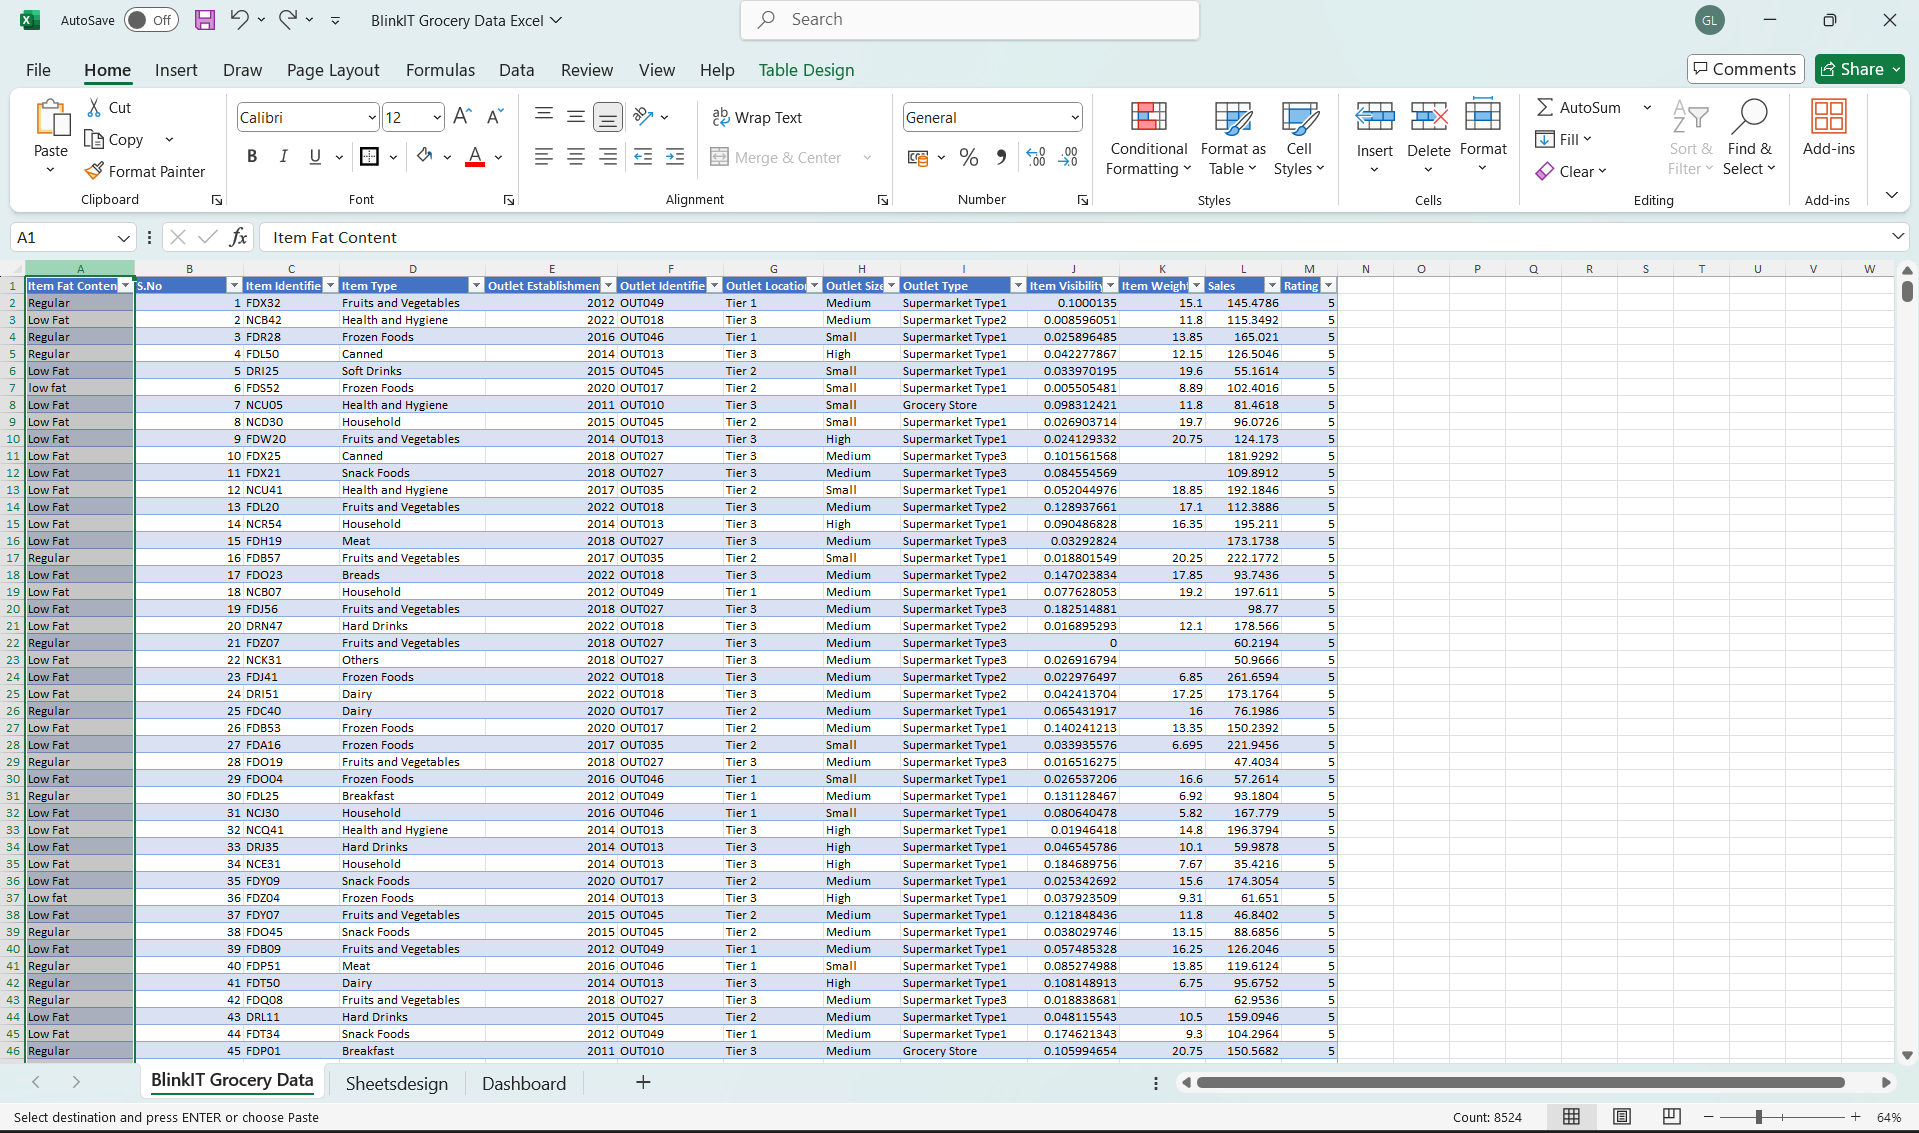 AutoSave Off BlinkIT Grocery Data Excel Search GL
File Home Insert Draw Page Layout Formulas Data Review View Help Table Design Comments Share
Paste Cut Copy Format Painter Clipboard
Calibri 12 B I U A Font
Wrap Text Merge & Center Alignment
General % Number
Conditional Formatting Format as Table Cell Styles Styles
Insert Delete Format Cells
AutoSum Fill Clear Sort & Filter Find & Select Editing
Add-ins Add-ins
A1 fx Item Fat Content
A B C D E F G H I J K L M N O P Q R S T U V W
1 Item Fat Conten S.No Item Identifie Item Type Outlet Establishmen Outlet Identifie Outlet Locatio Outlet Size Outlet Type Item Visibility Item Weigh Sales Rating
2 Regular 1 FDX32 Fruits and Vegetables 2012 OUT049 Tier 1 Medium Supermarket Type1 0.1000135 15.1 145.4786 5
3 Low Fat 2 NCB42 Health and Hygiene 2022 OUT018 Tier 3 Medium Supermarket Type2 0.008596051 11.8 115.3492 5
4 Regular 3 FDR28 Frozen Foods 2016 OUT046 Tier 1 Small Supermarket Type1 0.025896485 13.85 165.021 5
5 Regular 4 FDL50 Canned 2014 OUT013 Tier 3 High Supermarket Type1 0.042277867 12.15 126.5046 5
6 Low Fat 5 DRI25 Soft Drinks 2015 OUT045 Tier 2 Small Supermarket Type1 0.033970195 19.6 55.1614 5
7 low fat 6 FDS52 Frozen Foods 2020 OUT017 Tier 2 Small Supermarket Type1 0.005505481 8.89 102.4016 5
8 Low Fat 7 NCU05 Health and Hygiene 2011 OUT010 Tier 3 Small Grocery Store 0.098312421 11.8 81.4618 5
9 Low Fat 8 NCD30 Household 2015 OUT045 Tier 2 Small Supermarket Type1 0.026903714 19.7 96.0726 5
10 Low Fat 9 FDW20 Fruits and Vegetables 2014 OUT013 Tier 3 High Supermarket Type1 0.024129332 20.75 124.173 5
11 Low Fat 10 FDX25 Canned 2018 OUT027 Tier 3 Medium Supermarket Type3 0.101561568 181.9292 5
12 Low Fat 11 FDX21 Snack Foods 2018 OUT027 Tier 3 Medium Supermarket Type3 0.084554569 109.8912 5
13 Low Fat 12 NCU41 Health and Hygiene 2017 OUT035 Tier 2 Small Supermarket Type1 0.052044976 18.85 192.1846 5
14 Low Fat 13 FDL20 Fruits and Vegetables 2022 OUT018 Tier 3 Medium Supermarket Type2 0.128937661 17.1 112.3886 5
15 Low Fat 14 NCR54 Household 2014 OUT013 Tier 3 High Supermarket Type1 0.090486828 16.35 195.211 5
16 Low Fat 15 FDH19 Meat 2018 OUT027 Tier 3 Medium Supermarket Type3 0.03292824 173.1738 5
17 Regular 16 FDB57 Fruits and Vegetables 2017 OUT035 Tier 2 Small Supermarket Type1 0.018801549 20.25 222.1772 5
18 Low Fat 17 FDO23 Breads 2022 OUT018 Tier 3 Medium Supermarket Type2 0.147023834 17.85 93.7436 5
19 Low Fat 18 NCB07 Household 2012 OUT049 Tier 1 Medium Supermarket Type1 0.077628053 19.2 197.611 5
20 Low Fat 19 FDJ56 Fruits and Vegetables 2018 OUT027 Tier 3 Medium Supermarket Type3 0.182514881 98.77 5
21 Low Fat 20 DRN47 Hard Drinks 2022 OUT018 Tier 3 Medium Supermarket Type2 0.016895293 12.1 178.566 5
22 Regular 21 FDZ07 Fruits and Vegetables 2018 OUT027 Tier 3 Medium Supermarket Type3 0 60.2194 5
23 Low Fat 22 NCK31 Others 2018 OUT027 Tier 3 Medium Supermarket Type3 0.026916794 50.9666 5
24 Low Fat 23 FDJ41 Frozen Foods 2022 OUT018 Tier 3 Medium Supermarket Type2 0.022976497 6.85 261.6594 5
25 Low Fat 24 DRI51 Dairy 2022 OUT018 Tier 3 Medium Supermarket Type2 0.042413704 17.25 173.1764 5
26 Regular 25 FDC40 Dairy 2020 OUT017 Tier 2 Medium Supermarket Type1 0.065431917 16 76.1986 5
27 Low Fat 26 FDB53 Frozen Foods 2020 OUT017 Tier 2 Medium Supermarket Type1 0.140241213 13.35 150.2392 5
28 Low Fat 27 FDA16 Frozen Foods 2017 OUT035 Tier 2 Small Supermarket Type1 0.033935576 6.695 221.9456 5
29 Regular 28 FDO19 Fruits and Vegetables 2018 OUT027 Tier 3 Medium Supermarket Type3 0.016516275 47.4034 5
30 Low Fat 29 FDO04 Frozen Foods 2016 OUT046 Tier 1 Small Supermarket Type1 0.026537206 16.6 57.2614 5
31 Regular 30 FDL25 Breakfast 2012 OUT049 Tier 1 Medium Supermarket Type1 0.131128467 6.92 93.1804 5
32 Low Fat 31 NCJ30 Household 2016 OUT046 Tier 1 Small Supermarket Type1 0.080640478 5.82 167.779 5
33 Low Fat 32 NCQ41 Health and Hygiene 2014 OUT013 Tier 3 High Supermarket Type1 0.01946418 14.8 196.3794 5
34 Low Fat 33 DRJ35 Hard Drinks 2014 OUT013 Tier 3 High Supermarket Type1 0.046545786 10.1 59.9878 5
35 Low Fat 34 NCE31 Household 2014 OUT013 Tier 3 High Supermarket Type1 0.184689756 7.67 35.4216 5
36 Low Fat 35 FDY09 Snack Foods 2020 OUT017 Tier 2 Medium Supermarket Type1 0.025342692 15.6 174.3054 5
37 Low fat 36 FDZ04 Frozen Foods 2014 OUT013 Tier 3 High Supermarket Type1 0.037923509 9.31 61.651 5
38 Low Fat 37 FDY07 Fruits and Vegetables 2015 OUT045 Tier 2 Medium Supermarket Type1 0.121848436 11.8 46.8402 5
39 Regular 38 FDO45 Snack Foods 2015 OUT045 Tier 2 Medium Supermarket Type1 0.038029746 13.15 88.6856 5
40 Low Fat 39 FDB09 Fruits and Vegetables 2012 OUT049 Tier 1 Medium Supermarket Type1 0.057485328 16.25 126.2046 5
41 Regular 40 FDP51 Meat 2016 OUT046 Tier 1 Small Supermarket Type1 0.085274988 13.85 119.6124 5
42 Regular 41 FDT50 Dairy 2014 OUT013 Tier 3 High Supermarket Type1 0.108148913 6.75 95.6752 5
43 Regular 42 FDQ08 Fruits and Vegetables 2018 OUT027 Tier 3 Medium Supermarket Type3 0.018838681 62.9536 5
44 Low Fat 43 DRL11 Hard Drinks 2015 OUT045 Tier 2 Medium Supermarket Type1 0.048115543 10.5 159.0946 5
45 Low Fat 44 FDT34 Snack Foods 2012 OUT049 Tier 1 Medium Supermarket Type1 0.174621343 9.3 104.2964 5
46 Regular 45 FDP01 Breakfast 2011 OUT010 Tier 3 Medium Grocery Store 0.105994654 20.75 150.5682 5
BlinkIT Grocery Data Sheetsdesign Dashboard
Select destination and press ENTER or choose Paste Count: 8524 64%